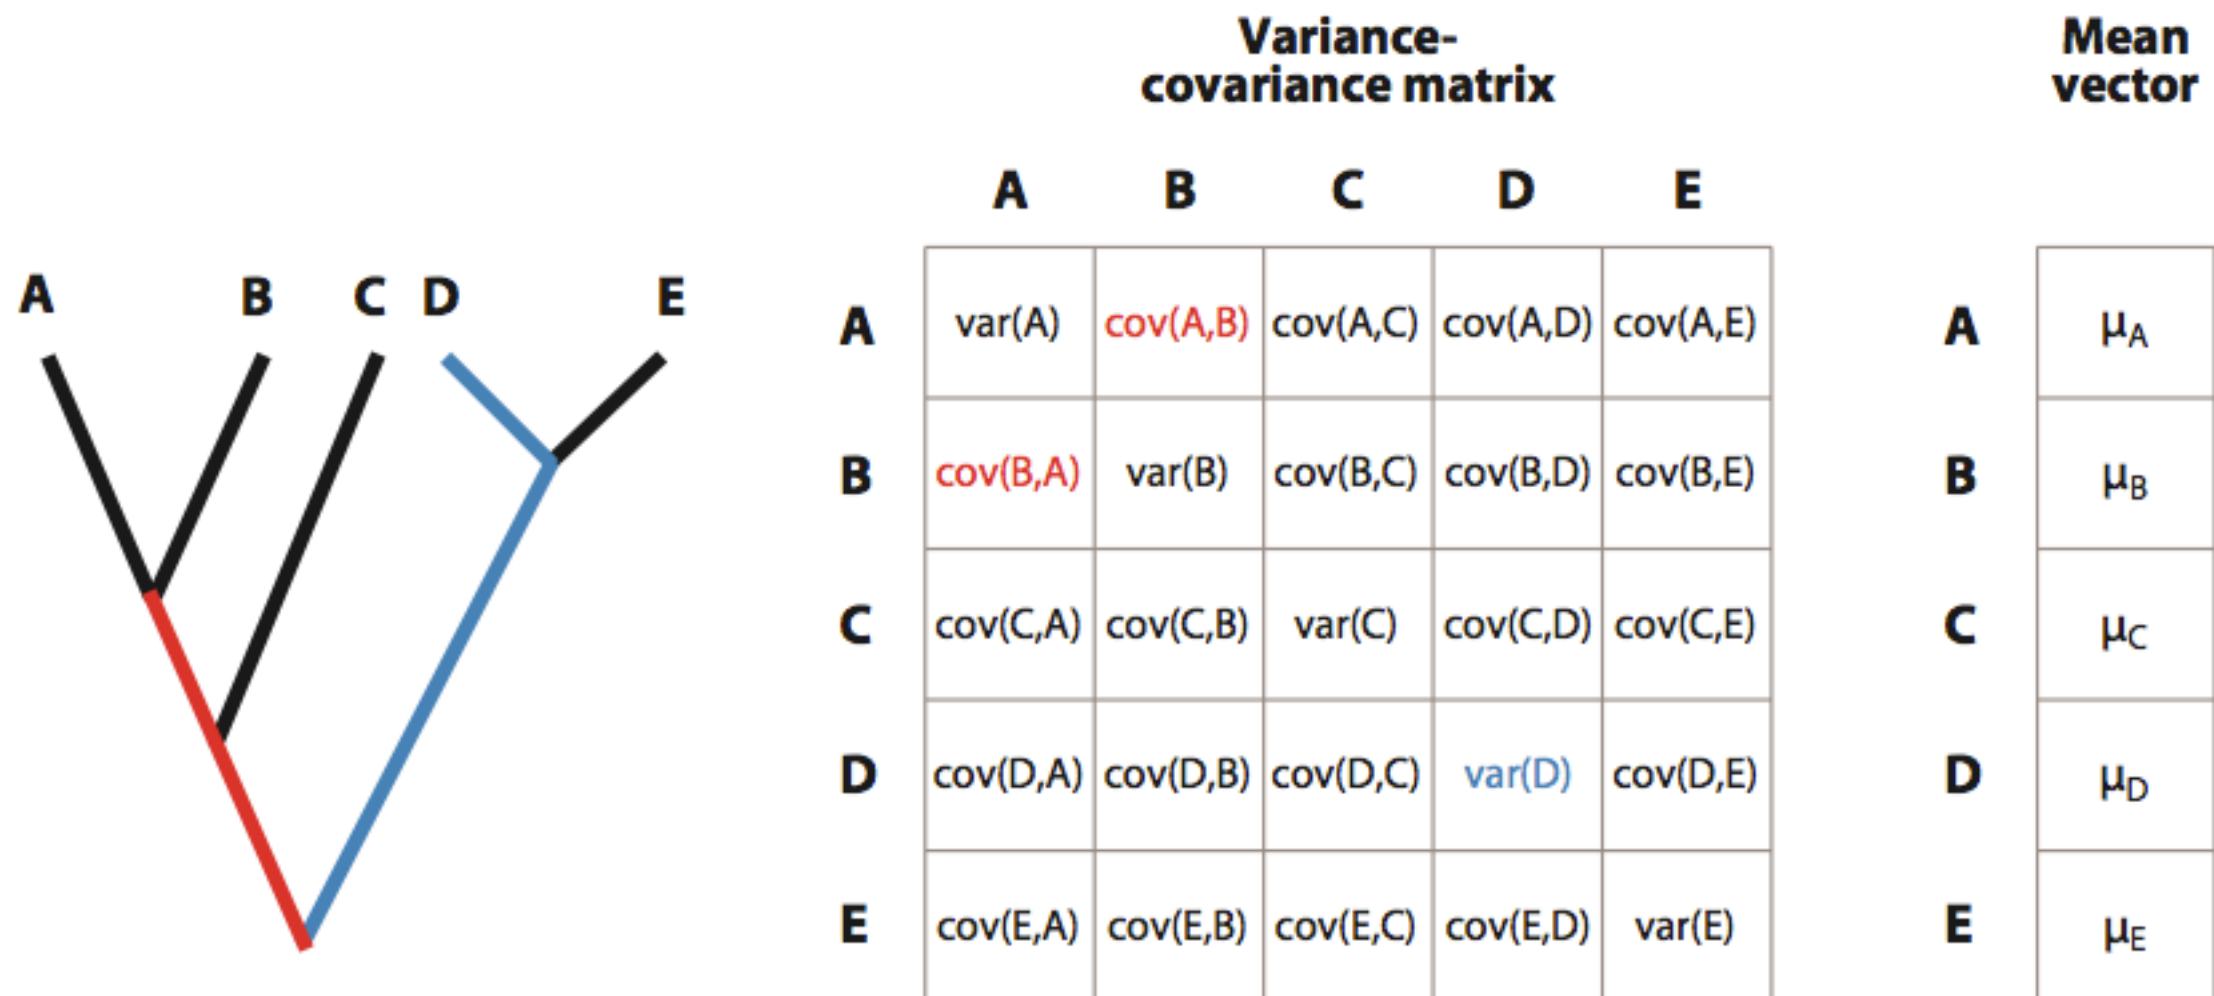 Variance-
covariance matrix
Mean
vector
A B C D E
A B C D E
A var(A) cov(A,B) cov(A,C) cov(A,D) cov(A,E) A μA
B cov(B,A) var(B) cov(B,C) cov(B,D) cov(B,E) B μB
C cov(C,A) cov(C,B) var(C) cov(C,D) cov(C,E) C μC
D cov(D,A) cov(D,B) cov(D,C) var(D) cov(D,E) D μD
E cov(E,A) cov(E,B) cov(E,C) cov(E,D) var(E) E μE